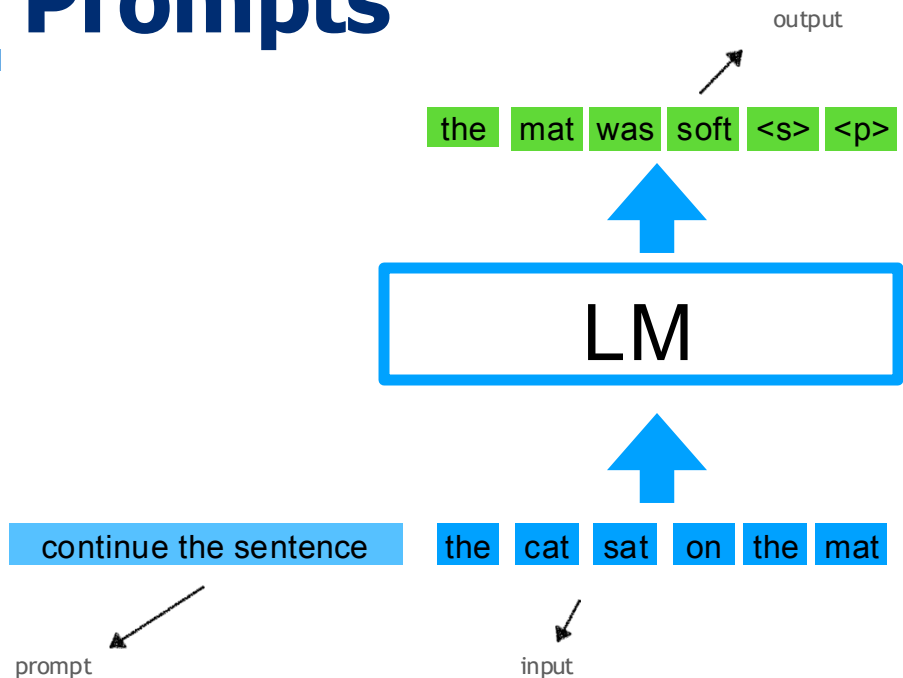 Prompts
output
the mat was soft <s> <p>
LM
continue the sentence the cat sat on the mat
prompt input